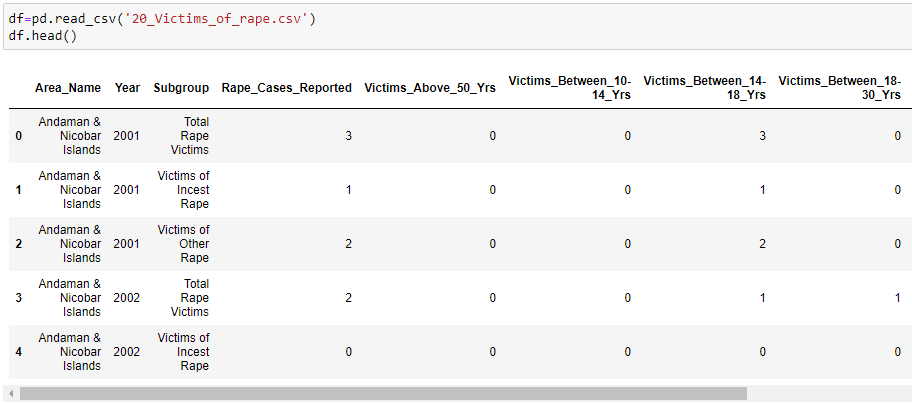 df=pd.read_csv('20_Victims_of_rape.csv')
df.head()
Area_Name Year Subgroup Rape_Cases_Reported Victims_Above_50_Yrs Victims_Between_10-14_Yrs Victims_Between_14-18_Yrs Victims_Between_18-30_Yrs
0 Andaman & Nicobar Islands 2001 Total Rape Victims 3 0 0 3 0
1 Andaman & Nicobar Islands 2001 Victims of Incest Rape 1 0 0 1 0
2 Andaman & Nicobar Islands 2001 Victims of Other Rape 2 0 0 2 0
3 Andaman & Nicobar Islands 2002 Total Rape Victims 2 0 0 1 1
4 Andaman & Nicobar Islands 2002 Victims of Incest Rape 0 0 0 0 0